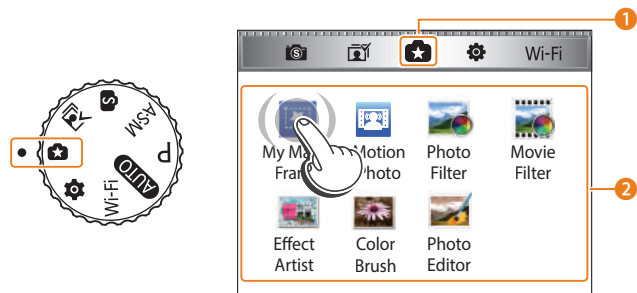 1
S
Wi-Fi
My Ma
Motion
Photo
Movie
Fra
Photo
Filter
Filter
2
Effect
Color
Photo
Artist
Brush
Editor
S
ASM
P
AUTO
Wi-Fi